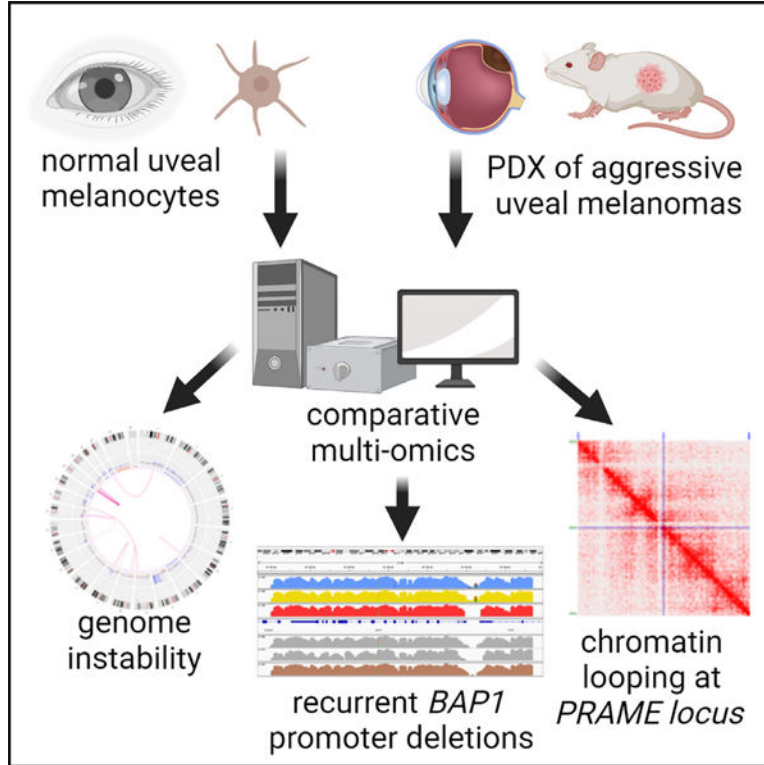 normal uveal
melanocytes
PDX of aggressive
uveal melanomas
comparative
multi-omics
genome
instability
recurrent BAP1
promoter deletions
chromatin
looping at
PRAME locus